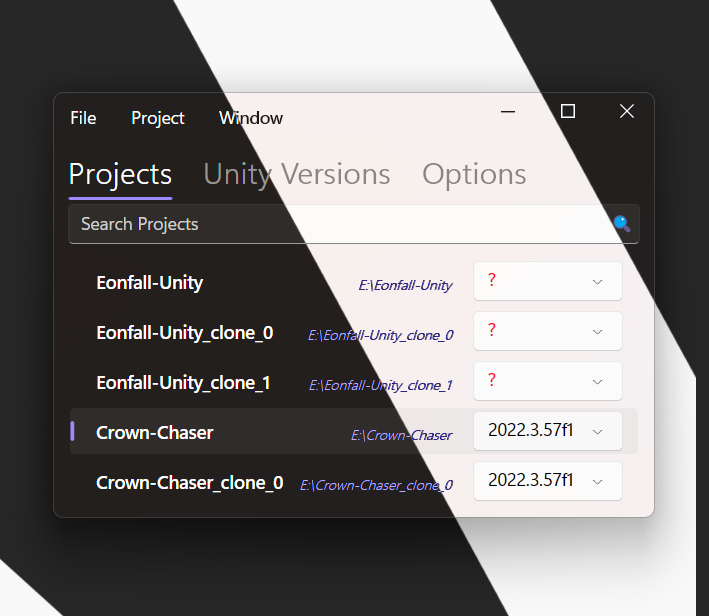 File Project Window
Projects Unity Versions Options
Search Projects
Eonfall-Unity E:\Eonfall-Unity ?
Eonfall-Unity_clone_0 E:\Eonfall-Unity_clone_0 ?
Eonfall-Unity_clone_1 E:\Eonfall-Unity_clone_1 ?
Crown-Chaser E:\Crown-Chaser 2022.3.57f1
Crown-Chaser_clone_0 E:\Crown-Chaser_clone_0 2022.3.57f1